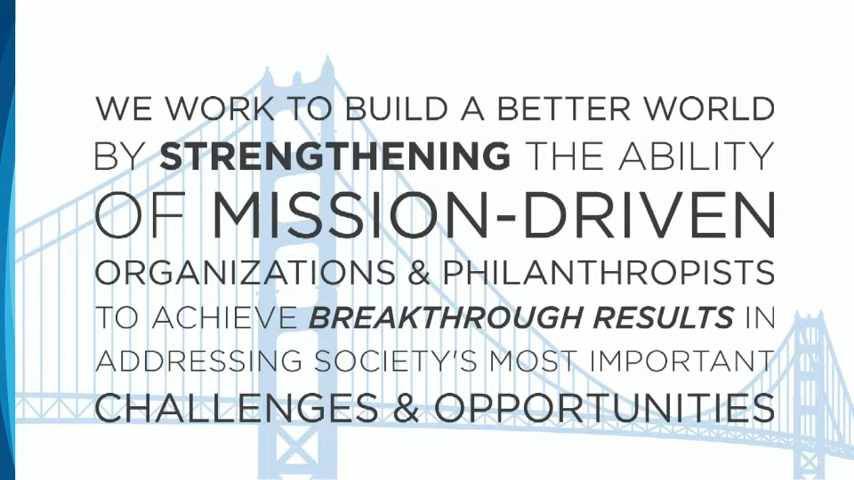 WE WORK TO BUILD A BETTER WORLD
BY STRENGTHENING THE ABILITY
OF MISSION-DRIVEN
ORGANIZATIONS & PHILANTHROPISTS
TO ACHIEVE BREAKTHROUGH RESULTS IN
ADDRESSING SOCIETY'S MOST IMPORTANT
CHALLENGES & OPPORTUNITIES